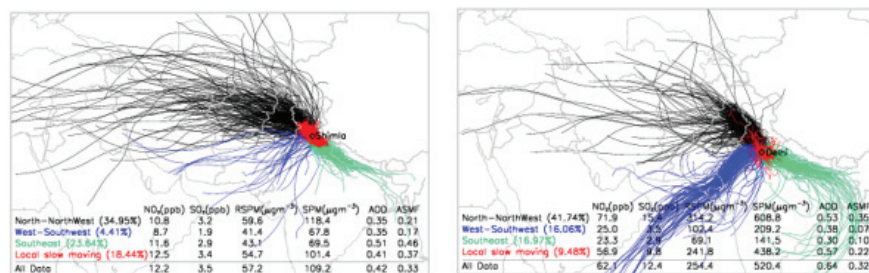 Shimla
NOₓ(ppb) SO₂(ppb) RSPM(μgm⁻³) SPM(μgm⁻³) AOD ASMF
North-NorthWest (34.95%) 10.8 3.2 59.6 118.4 0.35 0.21
West-Southwest (4.41%) 8.7 1.9 41.4 67.8 0.35 0.17
Southeast (23.64%) 11.6 2.9 43.1 69.5 0.51 0.46
Local slow moving (18.44%) 12.5 3.4 54.7 101.4 0.41 0.37
All Data 12.2 3.5 57.2 109.2 0.42 0.33
Delhi
NOₓ(ppb) SO₂(ppb) RSPM(μgm⁻³) SPM(μgm⁻³) AOD ASMF
North-NorthWest (41.74%) 71.9 314.2 608.8 0.53 0.35
West-Southwest (16.06%) 25.0 102.4 209.2 0.38 0.07
Southeast (16.97%) 23.3 69.1 141.5 0.30 0.10
Local slow moving (9.48%) 56.9 9.8 241.8 438.2 0.57 0.22
All Data 62.1 12.4 254.4 520.4 0.64 0.32